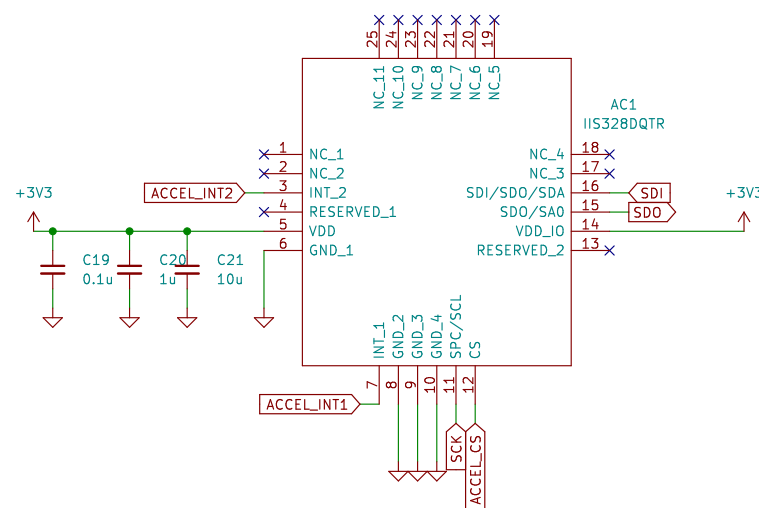 25
24
23
22
21
20
19
NC_11
NC_10
NC_9
NC_8
NC_7
NC_6
NC_5
AC1
IIS328DQTR
1
NC_1
NC_4
18
2
NC_2
NC_3
17
ACCEL_INT2
3
INT_2
SDI/SDO/SDA
16
SDI
4
RESERVED_1
SDO/SA0
15
SDO
+3V3
5
VDD
VDD_IO
14
+3V3
6
GND_1
RESERVED_2
13
C19
0.1u
C20
1u
C21
10u
INT_1
GND_2
GND_3
GND_4
SPC/SCL
CS
7
8
9
10
11
12
ACCEL_INT1
SCK
ACCEL_CS